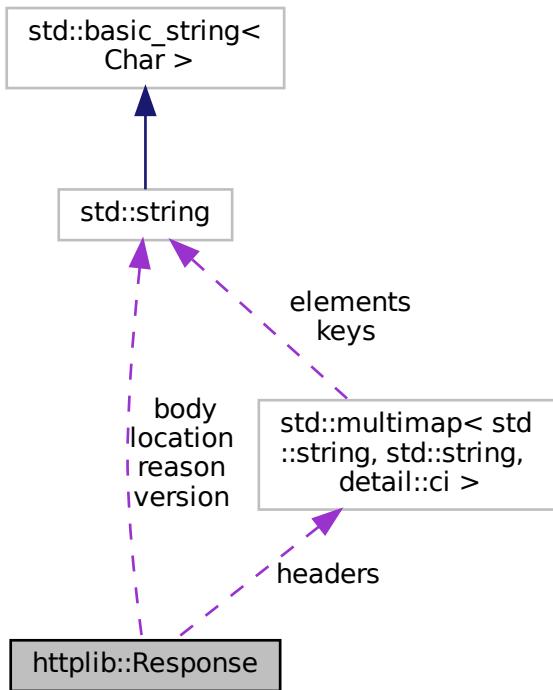 std::basic_string<
Char >
std::string
elements
keys
body
location
reason
version
std::multimap< std
::string, std::string,
detail::ci >
headers
httplib::Response